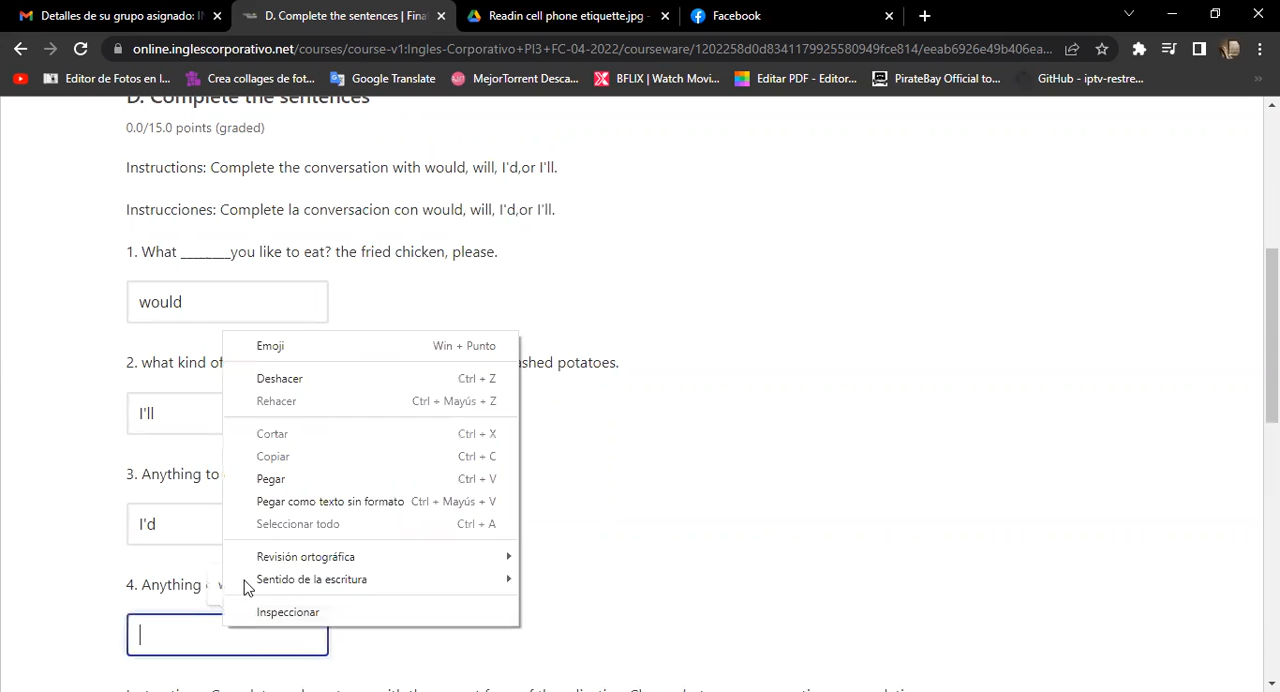 Detalles de su grupo asignado: I
D. Complete the sentences | Fina
Readin cell phone etiquette.jpg -
Facebook
online.inglescorporativo.net/courses/course-v1:Ingles-Corporativo+PI3+FC-04-2022/courseware/1202258d0d8341179925580949fce814/eeab6926e49b406ea...
Editor de Fotos en l...
Crea collages de fot...
Google Translate
MejorTorrent Desca...
BFLIX | Watch Movi...
Editar PDF - Editor...
PirateBay Official to...
GitHub - iptv-restre...
D. Complete the sentences
0.0/15.0 points (graded)
Instructions: Complete the conversation with would, will, I'd,or I'll.
Instrucciones: Complete la conversacion con would, will, I'd,or I'll.
1. What ________you like to eat? the fried chicken, please.
would
2. what kind of
ashed potatoes.
I'll
3. Anything to
I'd
4. Anything
Emoji Win + Punto
Deshacer Ctrl + Z
Rehacer Ctrl + Mayús + Z
Cortar Ctrl + X
Copiar Ctrl + C
Pegar Ctrl + V
Pegar como texto sin formato Ctrl + Mayús + V
Seleccionar todo Ctrl + A
Revisión ortográfica
Sentido de la escritura
Inspeccionar